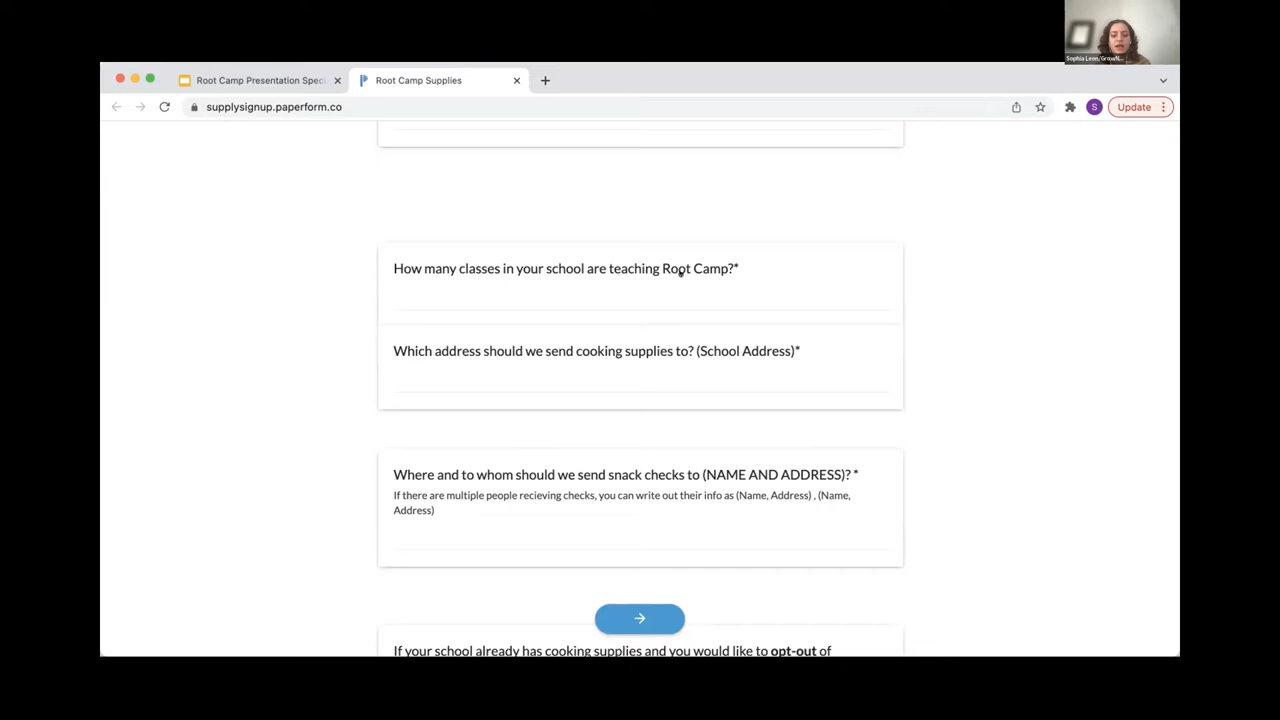 Sophia Leon/GrowN...
Root Camp Presentation Speci
Root Camp Supplies
supplysignup.paperform.co
S
Update
How many classes in your school are teaching Root Camp?*
Which address should we send cooking supplies to? (School Address)*
Where and to whom should we send snack checks to (NAME AND ADDRESS)? *
If there are multiple people recieving checks, you can write out their info as (Name, Address) , (Name,
Address)
If your school already has cooking supplies and you would like to opt-out of